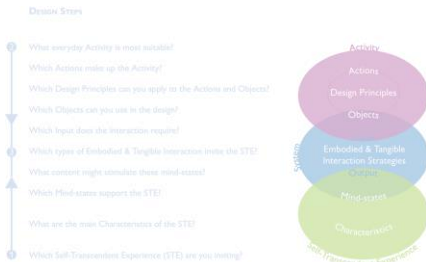 DESIGN STEPS
What everyday Activity is most suitable?
Which Actions make up the Activity?
Which Design Principles can you apply to the Actions and Objects?
Which Objects can you use in the design?
Which Input does the interaction require?
Which types of Embodied & Tangible Interaction invite the STE?
What content might stimulate these mind-states?
Which Mind-states support the STE?
What are the main Characteristics of the STE?
Which Self-Transcendent Experience (STE) are you inviting?
Activity
Actions
Design Principles
Objects
System
Embodied & Tangible
Interaction Strategies
Output
Mind-states
Characteristics
Self-Transcendent Experience